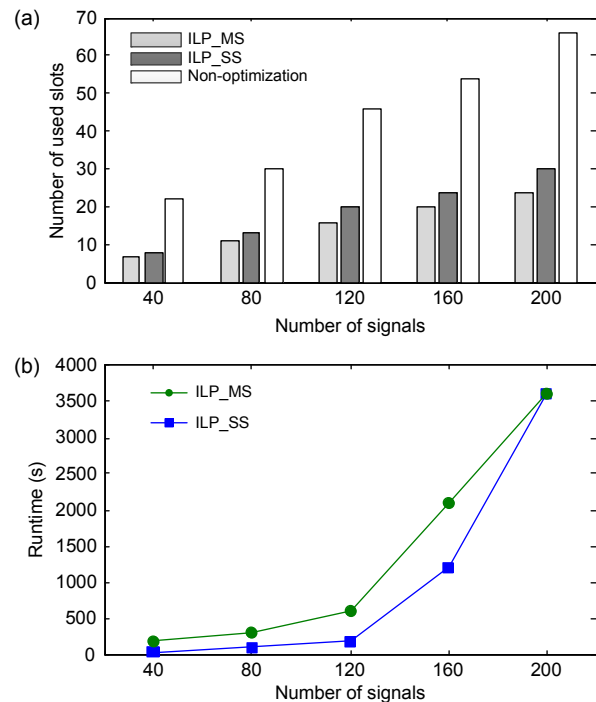 (a)
70
60
50
40
30
20
10
0
Number of used slots
ILP_MS
ILP_SS
Non-optimization
40 80 120 160 200
Number of signals
(b)
4000
3500
3000
2000
1500
1000
500
0
Runtime (s)
ILP_MS
ILP_SS
40 80 120 160 200
Number of signals